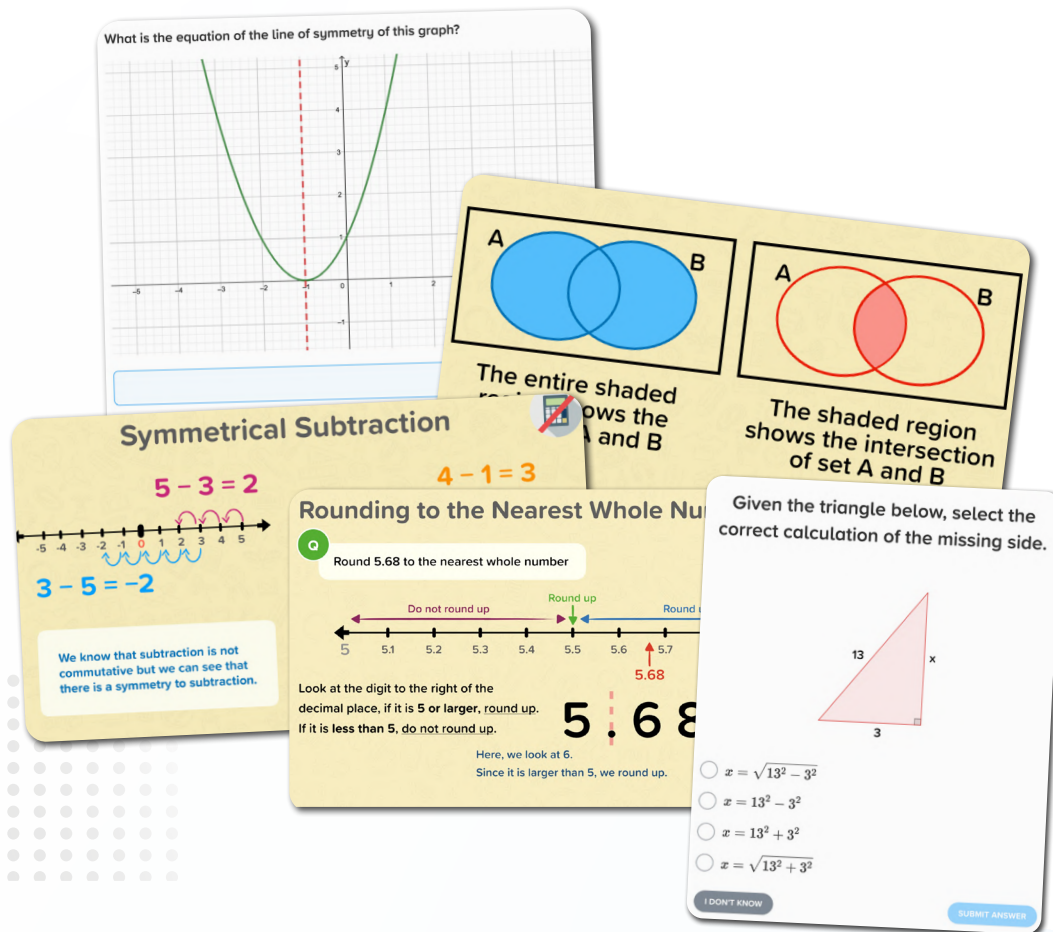 What is the equation of the line of symmetry of this graph?
y
5
4
3
2
1
-5 -4 -3 -2 -1 0 1 2
-1
A B
The entire shaded
ows the
A and B
A B
The shaded region
shows the intersection
of set A and B
Symmetrical Subtraction
5 – 3 = 2
4 – 1 = 3
-5 -4 -3 -2 -1 0 1 2 3 4 5
3 – 5 = –2
We know that subtraction is not
commutative but we can see that
there is a symmetry to subtraction.
Rounding to the Nearest Whole Nu
Q
Round 5.68 to the nearest whole number
Round up
Do not round up
Round
5 5.1 5.2 5.3 5.4 5.5 5.6 5.7
5.68
Look at the digit to the right of the
decimal place, if it is 5 or larger, round up.
If it is less than 5, do not round up.
5.68
Here, we look at 6.
Since it is larger than 5, we round up.
Given the triangle below, select the
correct calculation of the missing side.
13
x
3
x = √(13² – 3²)
x = 13² – 3²
x = 13² + 3²
x = √(13² + 3²)
I DON'T KNOW
SUBMIT ANSWER